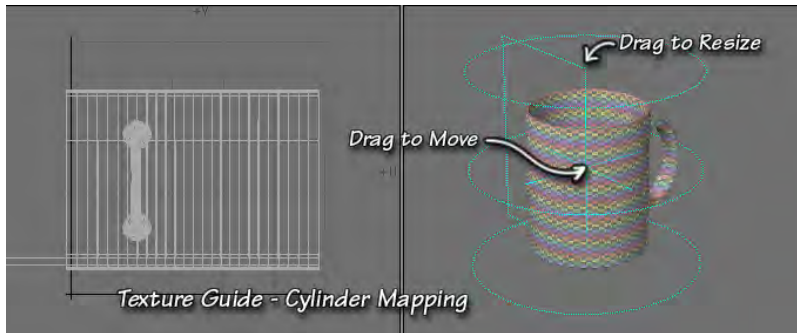 +V
Drag to Resize
Drag to Move
+U
Texture Guide - Cylinder Mapping